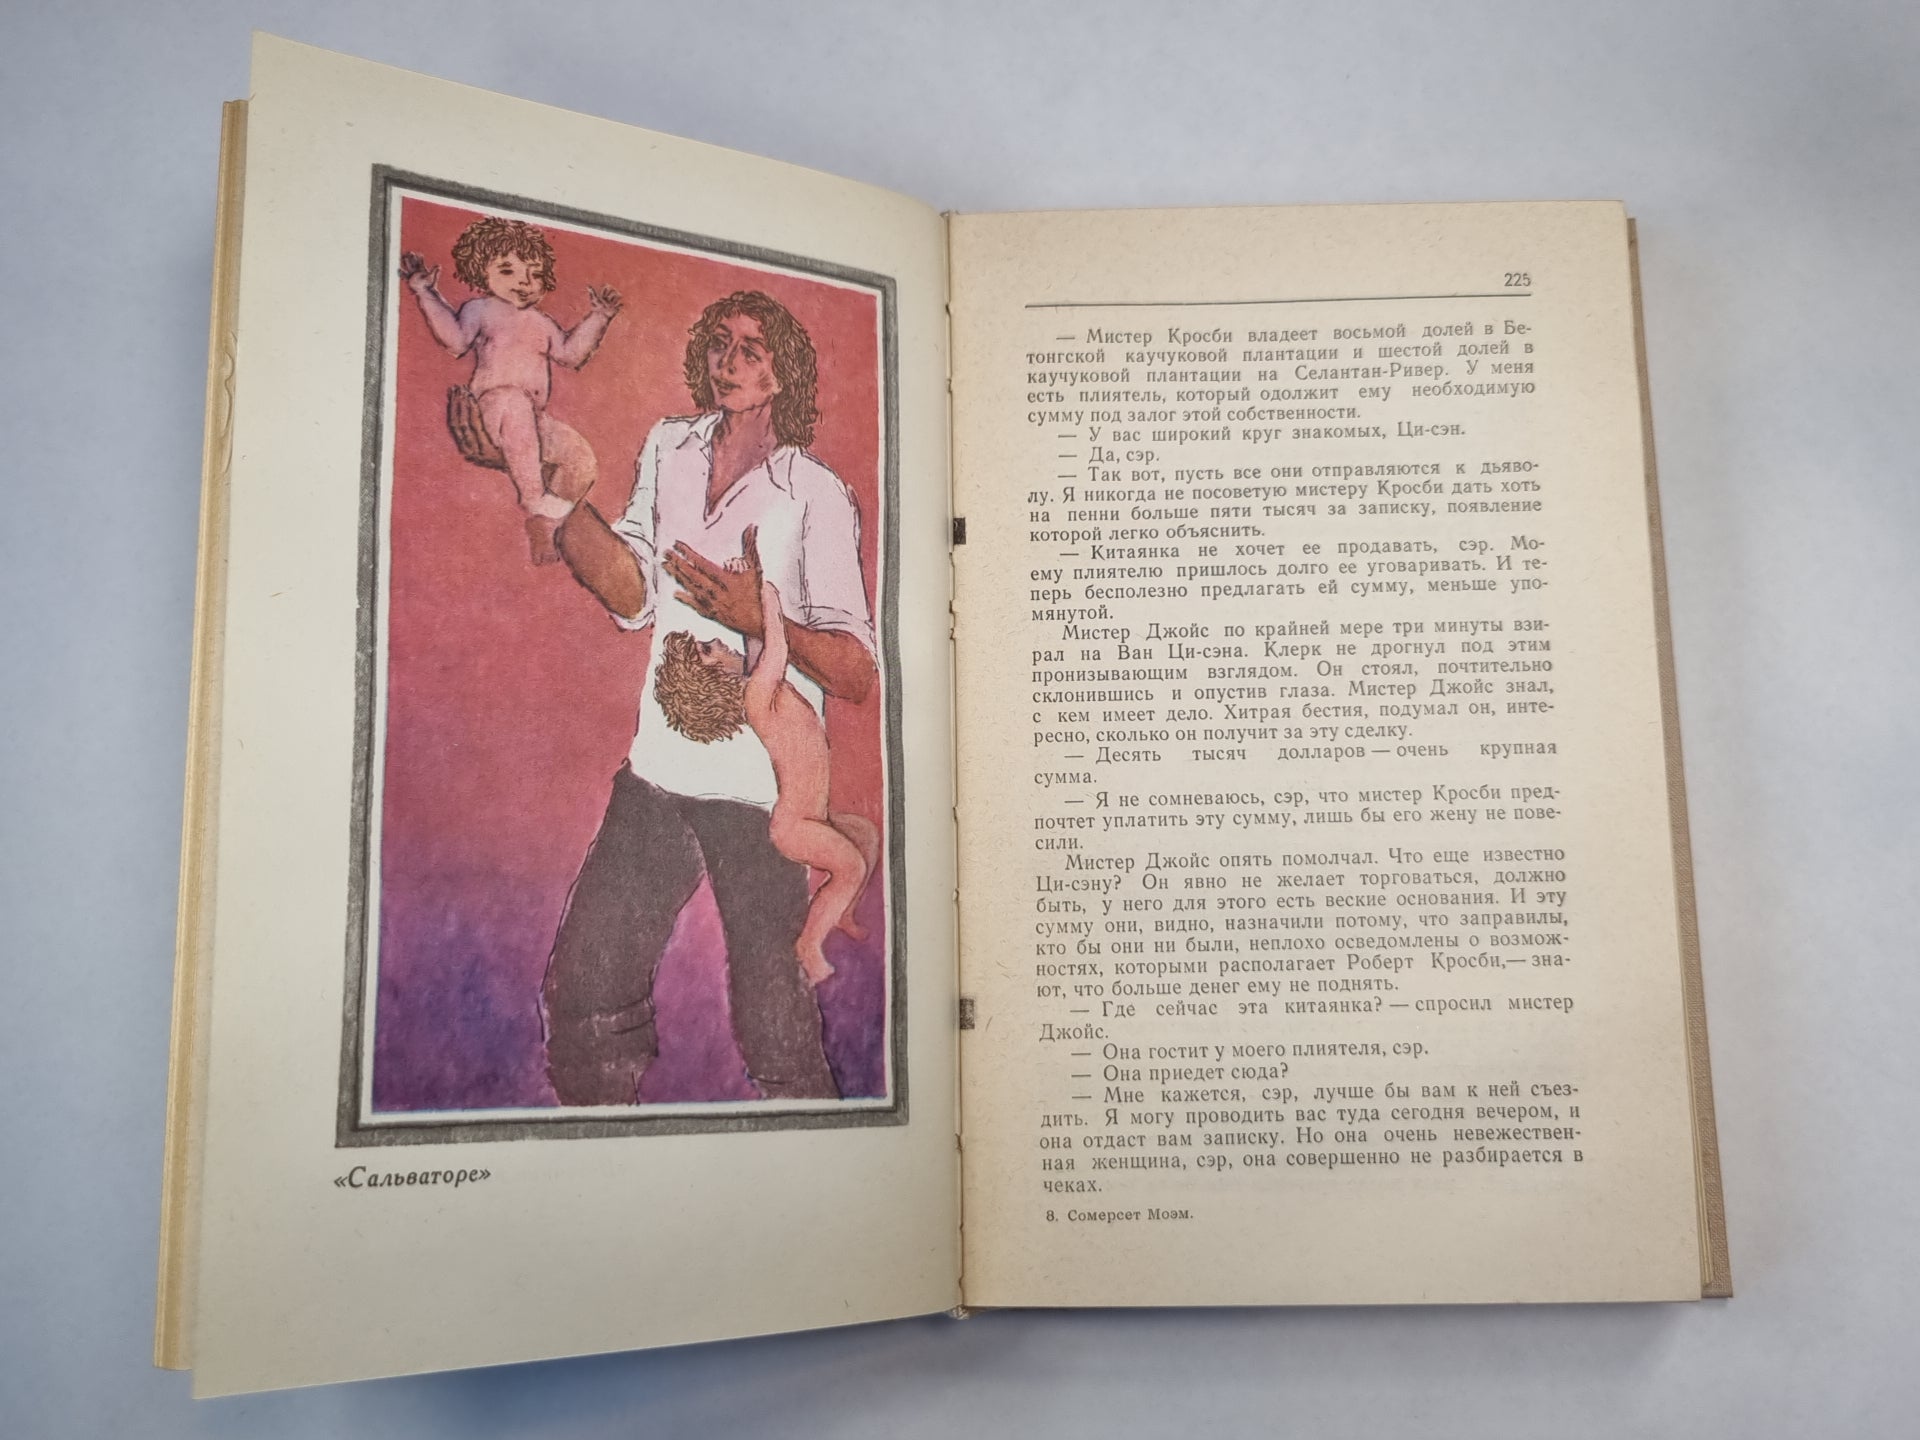 «Сальваторе»
225
— Мистер Кросби владеет восьмой долей в Бе-
тонгской каучуковой плантации и шестой долей в
каучуковой плантации на Селантан-Ривер. У меня
есть плиятель, который одолжит ему необходимую
сумму под залог этой собственности.
— У вас широкий круг знакомых, Ци-сэн.
— Да, сэр.
— Так вот, пусть все они отправляются к дьяво-
лу. Я никогда не посоветую мистеру Кросби дать хоть
на пенни больше пяти тысяч за записку, появление
которой легко объяснить.
— Китаянка не хочет ее продавать, сэр. Мо-
ему плиятелю пришлось долго ее уговаривать. И те-
перь бесполезно предлагать ей сумму, меньше упо-
мянутой.
Мистер Джойс по крайней мере три минуты взи-
рал на Ван Ци-сэна. Клерк не дрогнул под этим
пронизывающим взглядом. Он стоял, почтительно
склонившись и опустив глаза. Мистер Джойс знал,
с кем имеет дело. Хитрая бестия, подумал он, инте-
ресно, сколько он получит за эту сделку.
— Десять тысяч долларов — очень крупная
сумма.
— Я не сомневаюсь, сэр, что мистер Кросби пред-
почтет уплатить эту сумму, лишь бы его жену не пове-
сили.
Мистер Джойс опять помолчал. Что еще известно
Ци-сэну? Он явно не желает торговаться, должно
быть, у него для этого есть веские основания. И эту
сумму они, видно, назначили потому, что заправилы,
кто бы они ни были, неплохо осведомлены о возмож-
ностях, которыми располагает Роберт Кросби,— зна-
ют, что больше денег ему не поднять.
— Где сейчас эта китаянка? — спросил мистер
Джойс.
— Она гостит у моего плиятеля, сэр.
— Она приедет сюда?
— Мне кажется, сэр, лучше бы вам к ней съез-
дить. Я могу проводить вас туда сегодня вечером, и
она отдаст вам записку. Но она очень невежествен-
ная женщина, сэр, она совершенно не разбирается в
чеках.
8. Сомерсет Моэм.